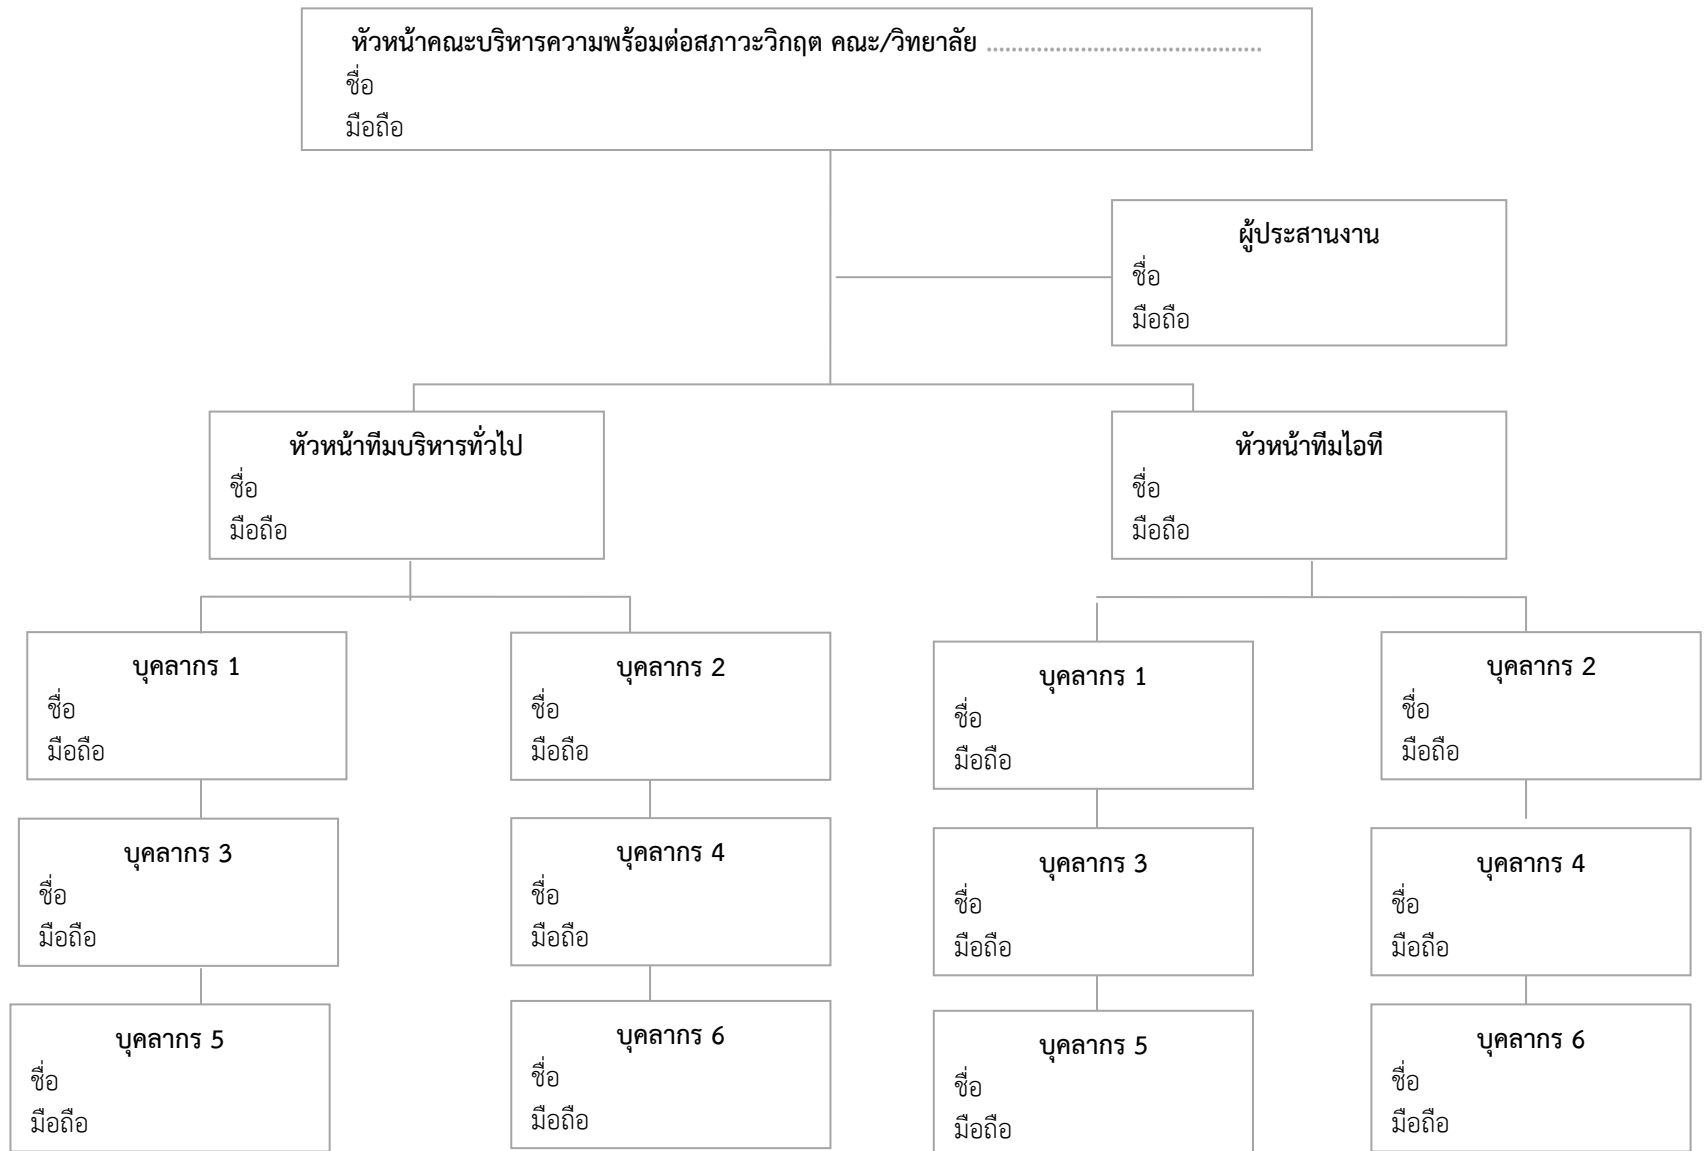 หัวหน้าคณะบริหารความพร้อมต่อสภาวะวิกฤต คณะ/วิทยาลัย ........................................
ชื่อ
มือถือ
ผู้ประสานงาน
ชื่อ
มือถือ
หัวหน้าทีมบริหารทั่วไป
ชื่อ
มือถือ
หัวหน้าทีมไอที
ชื่อ
มือถือ
บุคลากร 1
ชื่อ
มือถือ
บุคลากร 2
ชื่อ
มือถือ
บุคลากร 1
ชื่อ
มือถือ
บุคลากร 2
ชื่อ
มือถือ
บุคลากร 3
ชื่อ
มือถือ
บุคลากร 4
ชื่อ
มือถือ
บุคลากร 3
ชื่อ
มือถือ
บุคลากร 4
ชื่อ
มือถือ
บุคลากร 5
ชื่อ
มือถือ
บุคลากร 6
ชื่อ
มือถือ
บุคลากร 5
ชื่อ
มือถือ
บุคลากร 6
ชื่อ
มือถือ